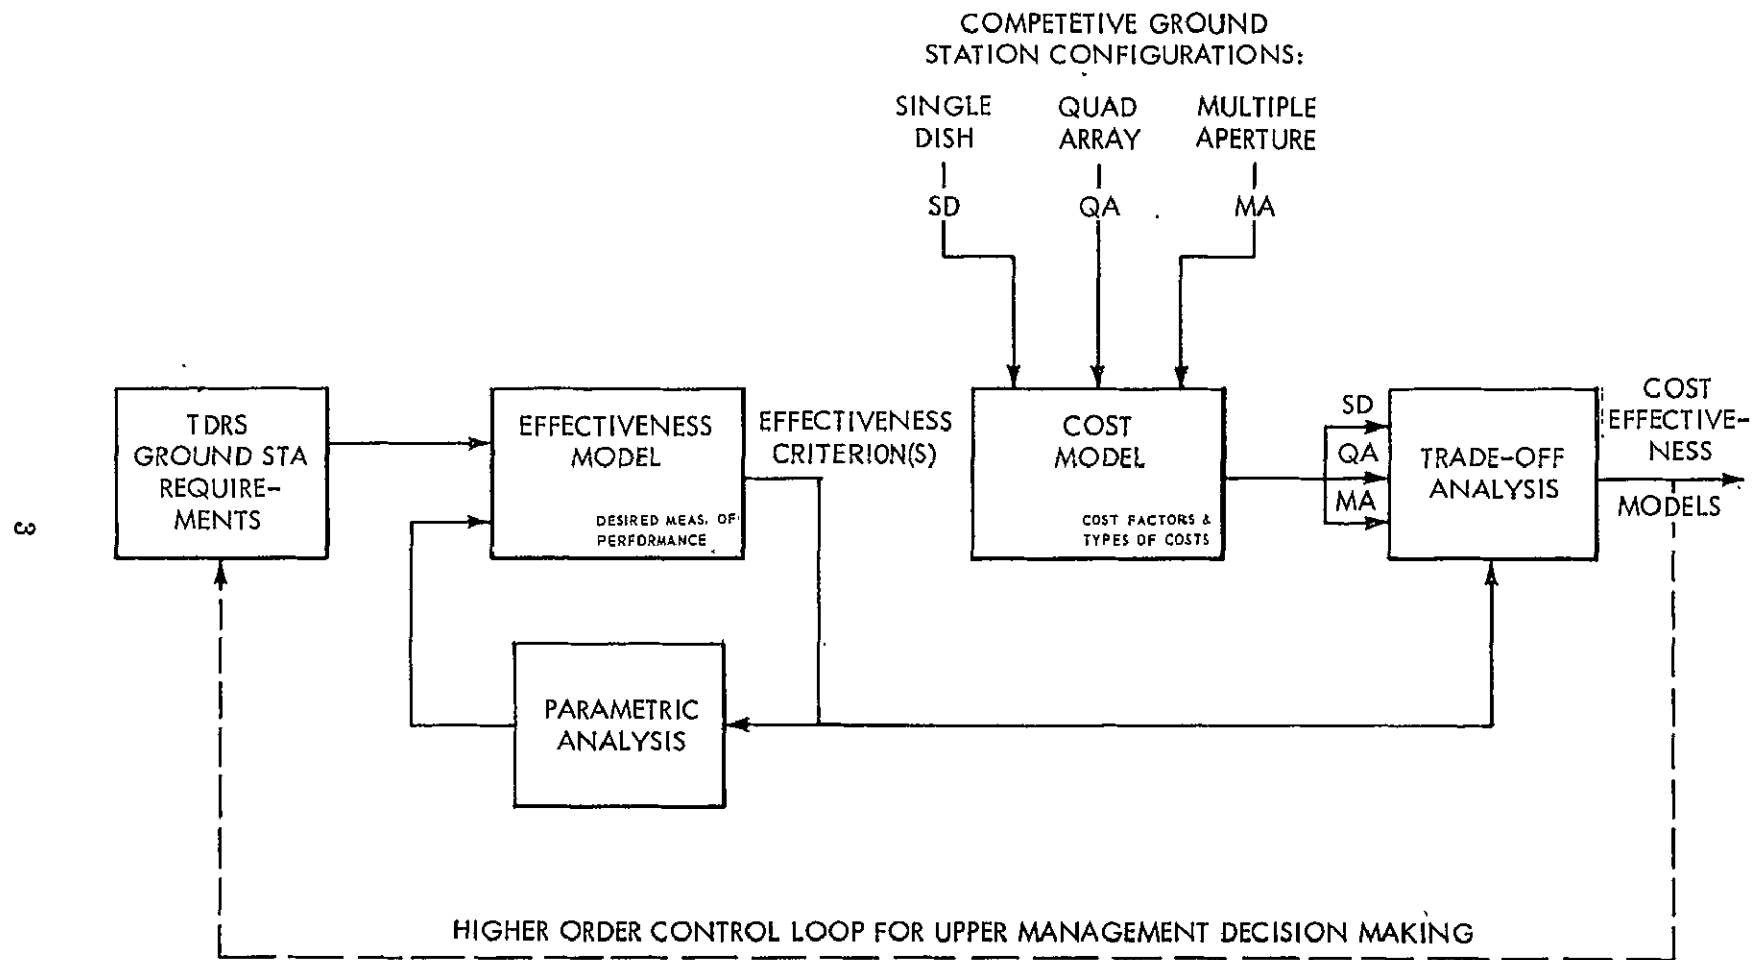 COMPETETIVE GROUND
STATION CONFIGURATIONS:
SINGLE
DISH
QUAD
ARRAY
MULTIPLE
APERTURE
SD
QA
MA
TDRS
GROUND STA
REQUIRE-
MENTS
EFFECTIVENESS
MODEL
DESIRED MEAS. OF
PERFORMANCE
EFFECTIVENESS
CRITERION(S)
COST
MODEL
COST FACTORS &
TYPES OF COSTS
SD
QA
MA
TRADE-OFF
ANALYSIS
COST
EFFECTIVE-
NESS
MODELS
PARAMETRIC
ANALYSIS
HIGHER ORDER CONTROL LOOP FOR UPPER MANAGEMENT DECISION MAKING
3